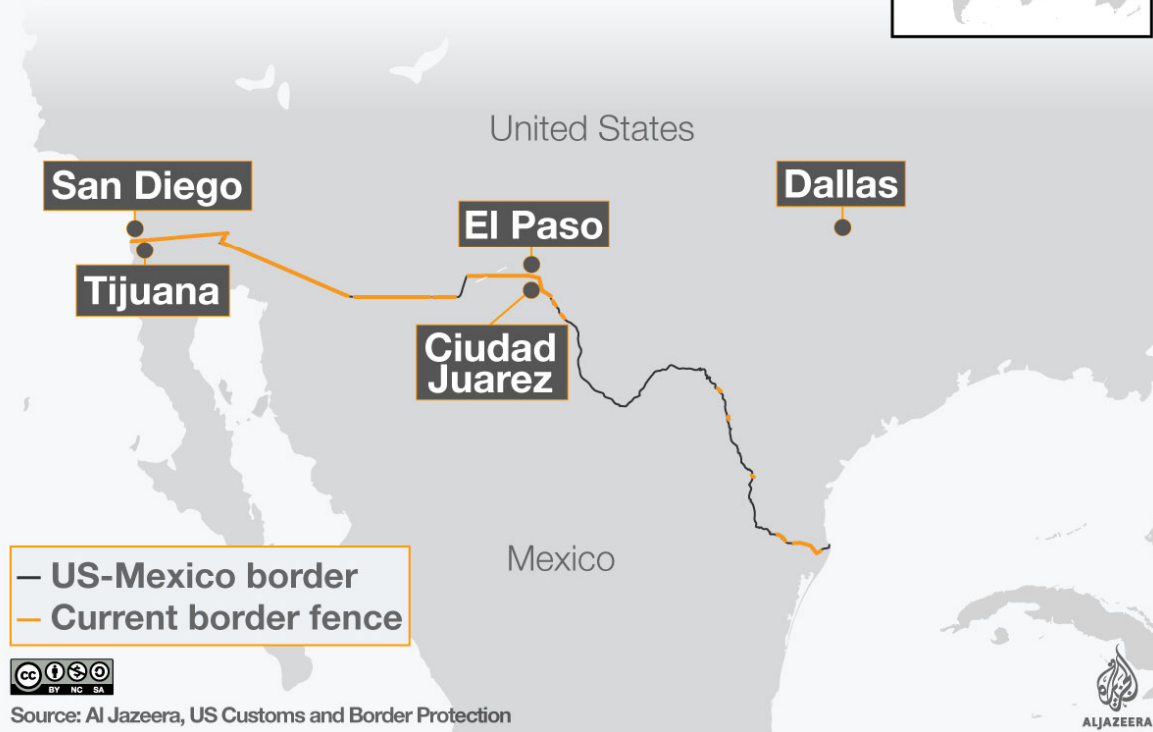 United States
San Diego
Dallas
El Paso
Tijuana
Ciudad
Juarez
Mexico
US-Mexico border
Current border fence
cc
BY NC SA
Source: Al Jazeera, US Customs and Border Protection
ALJAZEERA